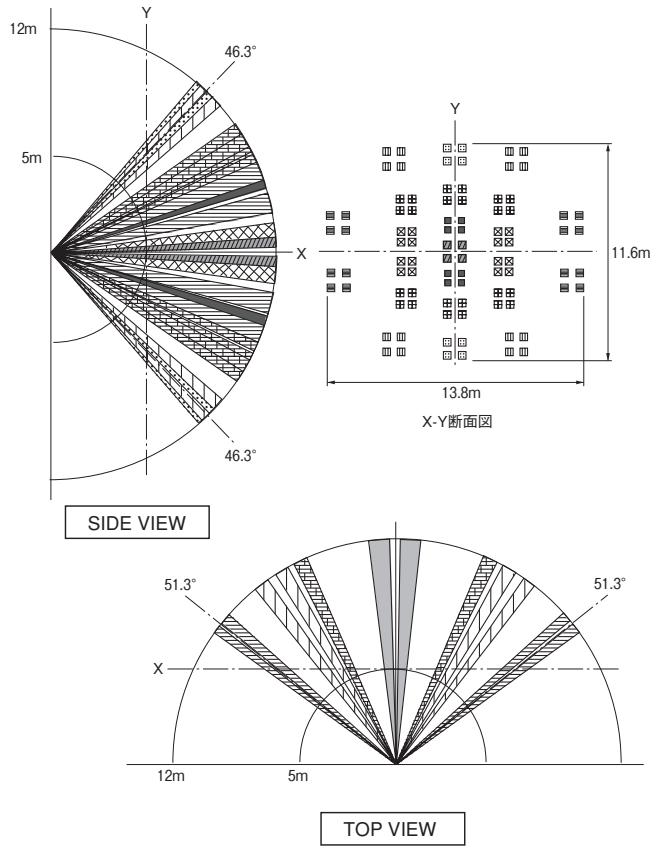 Y
12m
46.3°
5m
X
46.3°
SIDE VIEW
Y
11.6m
13.8m
X-Y断面図
51.3°
51.3°
X
12m
5m
TOP VIEW